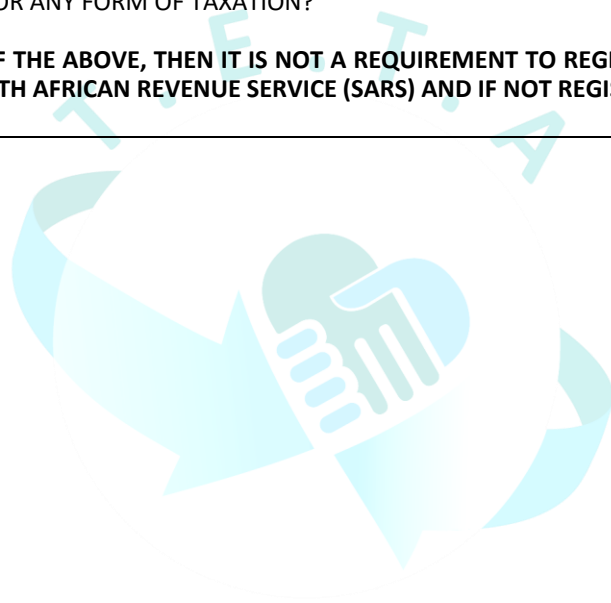 OR ANY FORM OF TAXATION?
F THE ABOVE, THEN IT IS NOT A REQUIREMENT TO REGI
TH AFRICAN REVENUE SERVICE (SARS) AND IF NOT REGIS
T.E.T.A